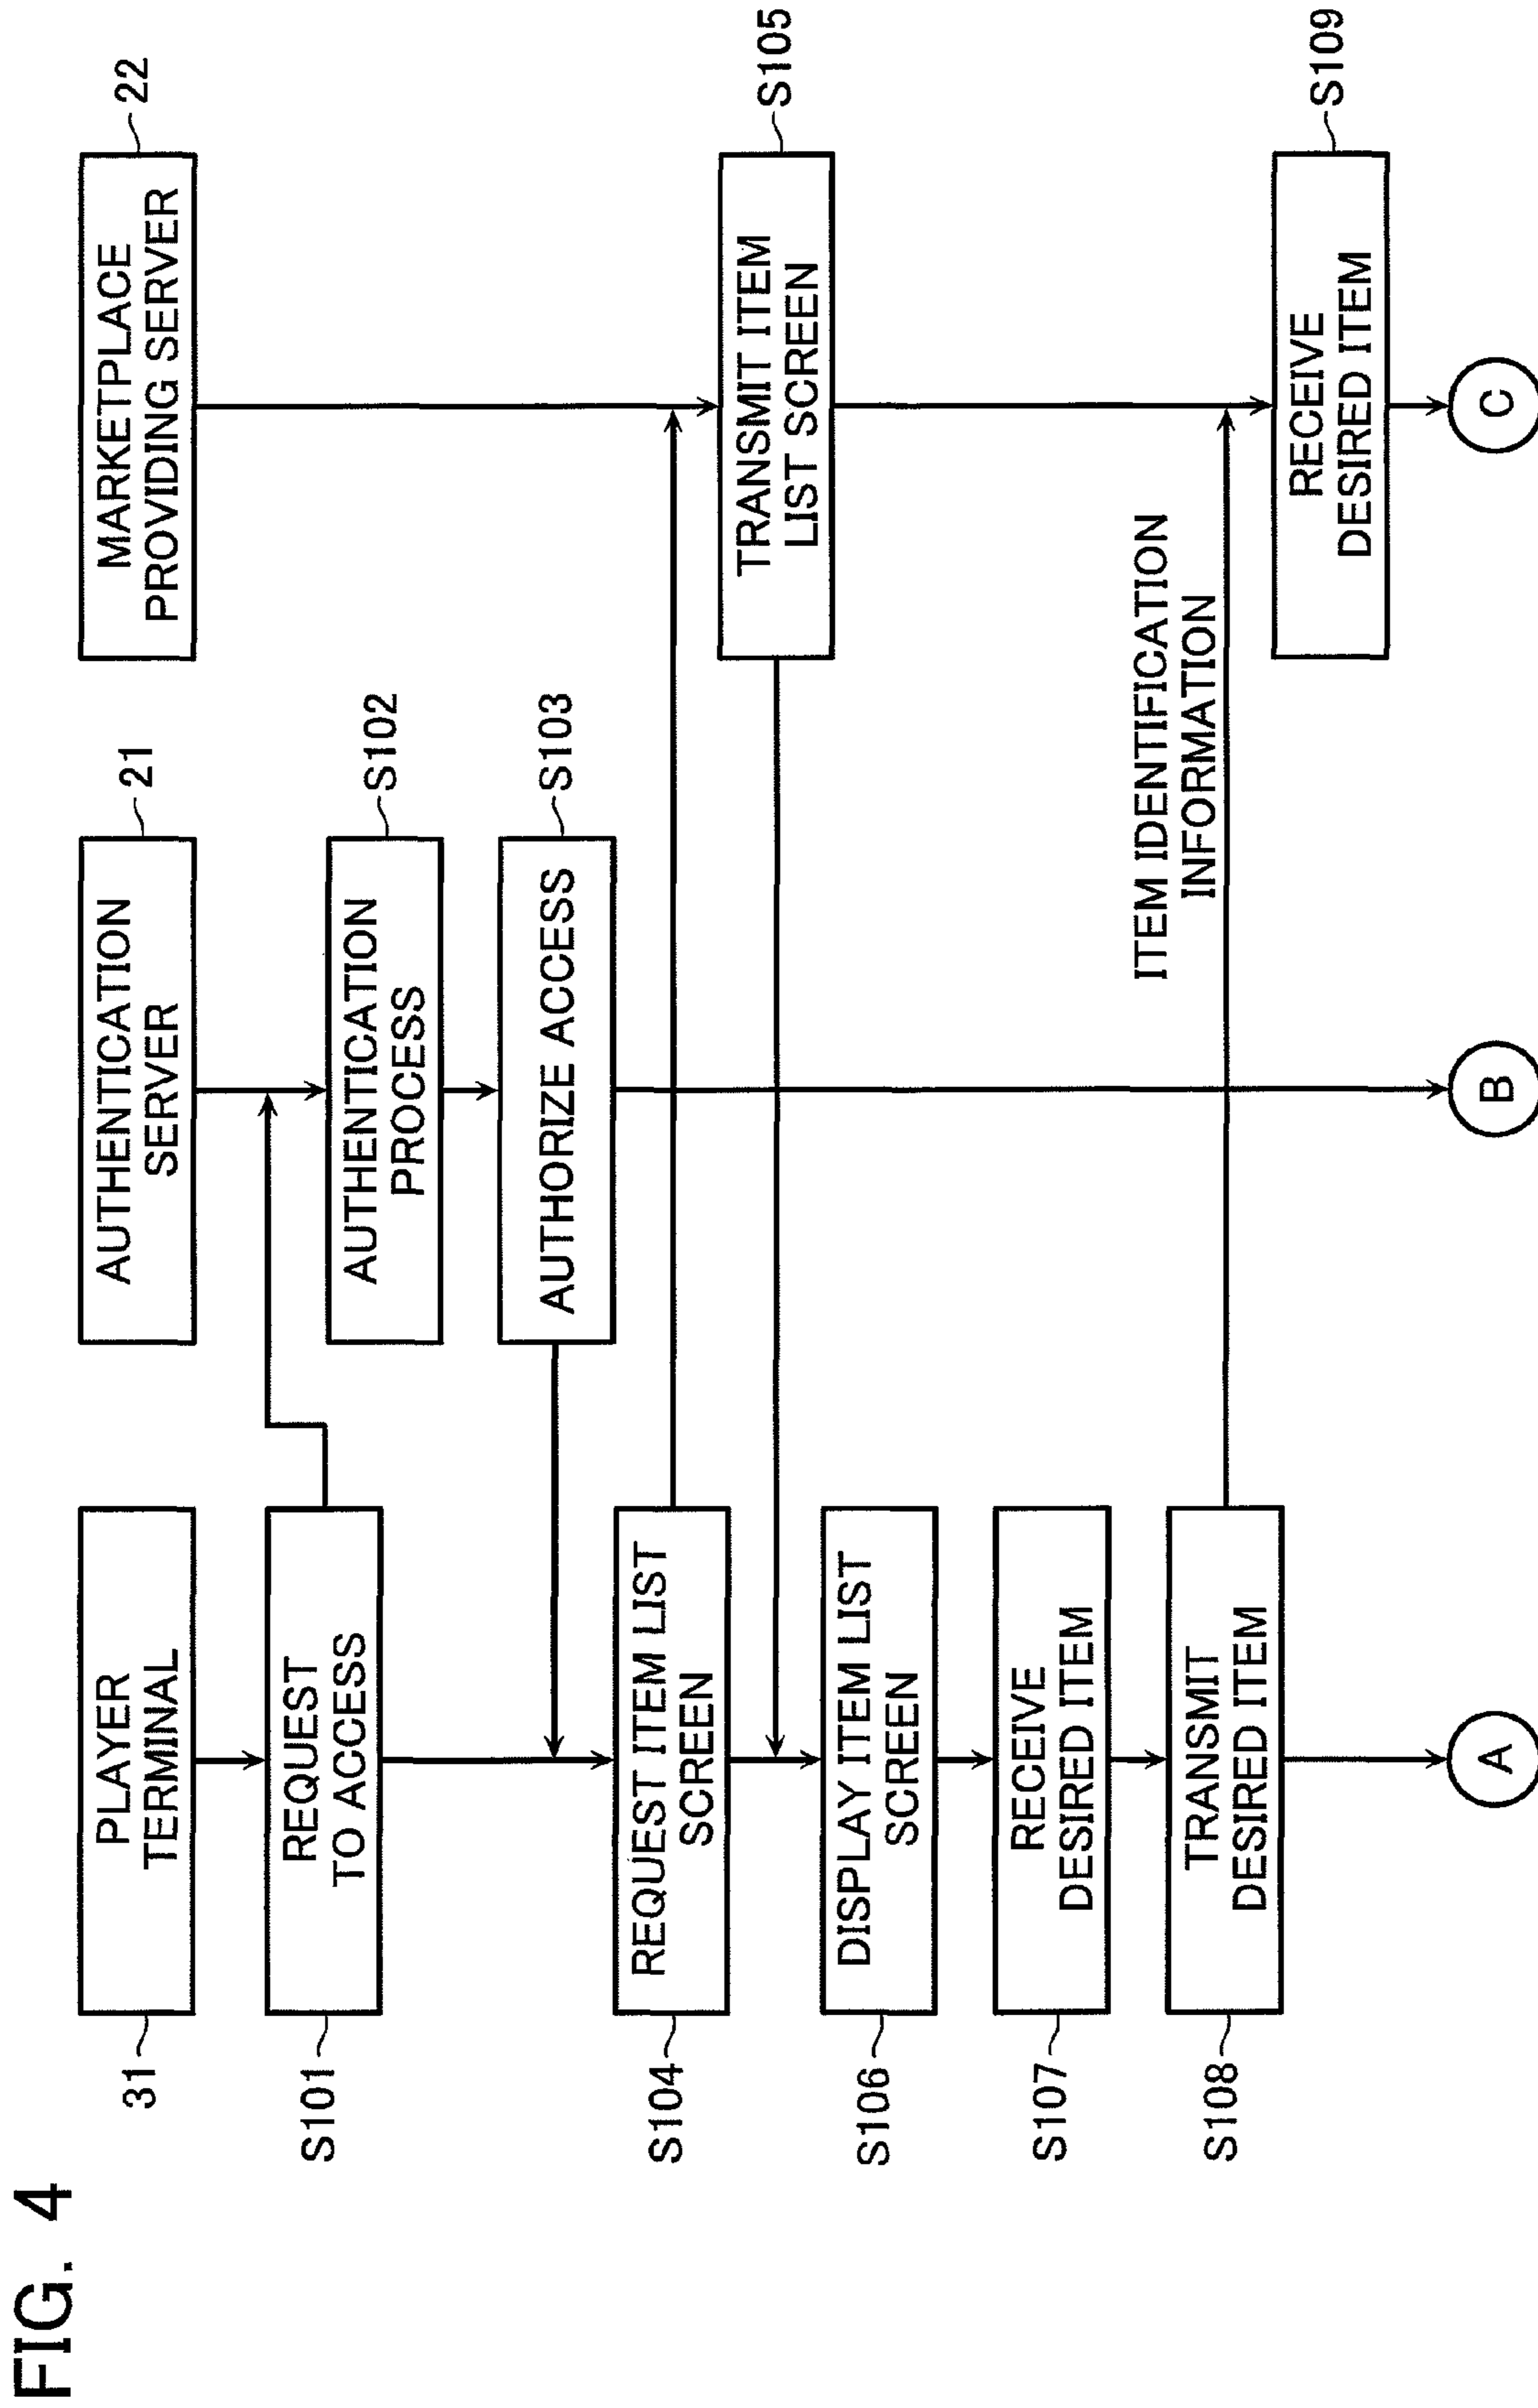 FIG. 4
31
PLAYER
TERMINAL
AUTHENTICATION
SERVER
21
MARKETPLACE
PROVIDING SERVER
22
S101
REQUEST
TO ACCESS
AUTHENTICATION
PROCESS
S102
AUTHORIZE ACCESS
S103
S104
REQUEST ITEM LIST
SCREEN
TRANSMIT ITEM
LIST SCREEN
S105
S106
DISPLAY ITEM LIST
SCREEN
S107
RECEIVE
DESIRED ITEM
S108
TRANSMIT
DESIRED ITEM
ITEM IDENTIFICATION
INFORMATION
RECEIVE
DESIRED ITEM
S109
A
B
C